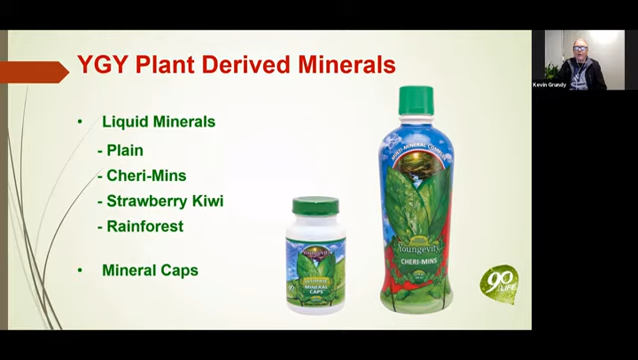 YGY Plant Derived Minerals
• Liquid Minerals
- Plain
- Cheri-Mins
- Strawberry Kiwi
- Rainforest
• Mineral Caps
Youngevity
MINERAL
CAPS
Youngevity
CHERI-MINS
90
LIFE
Kevin Grundy